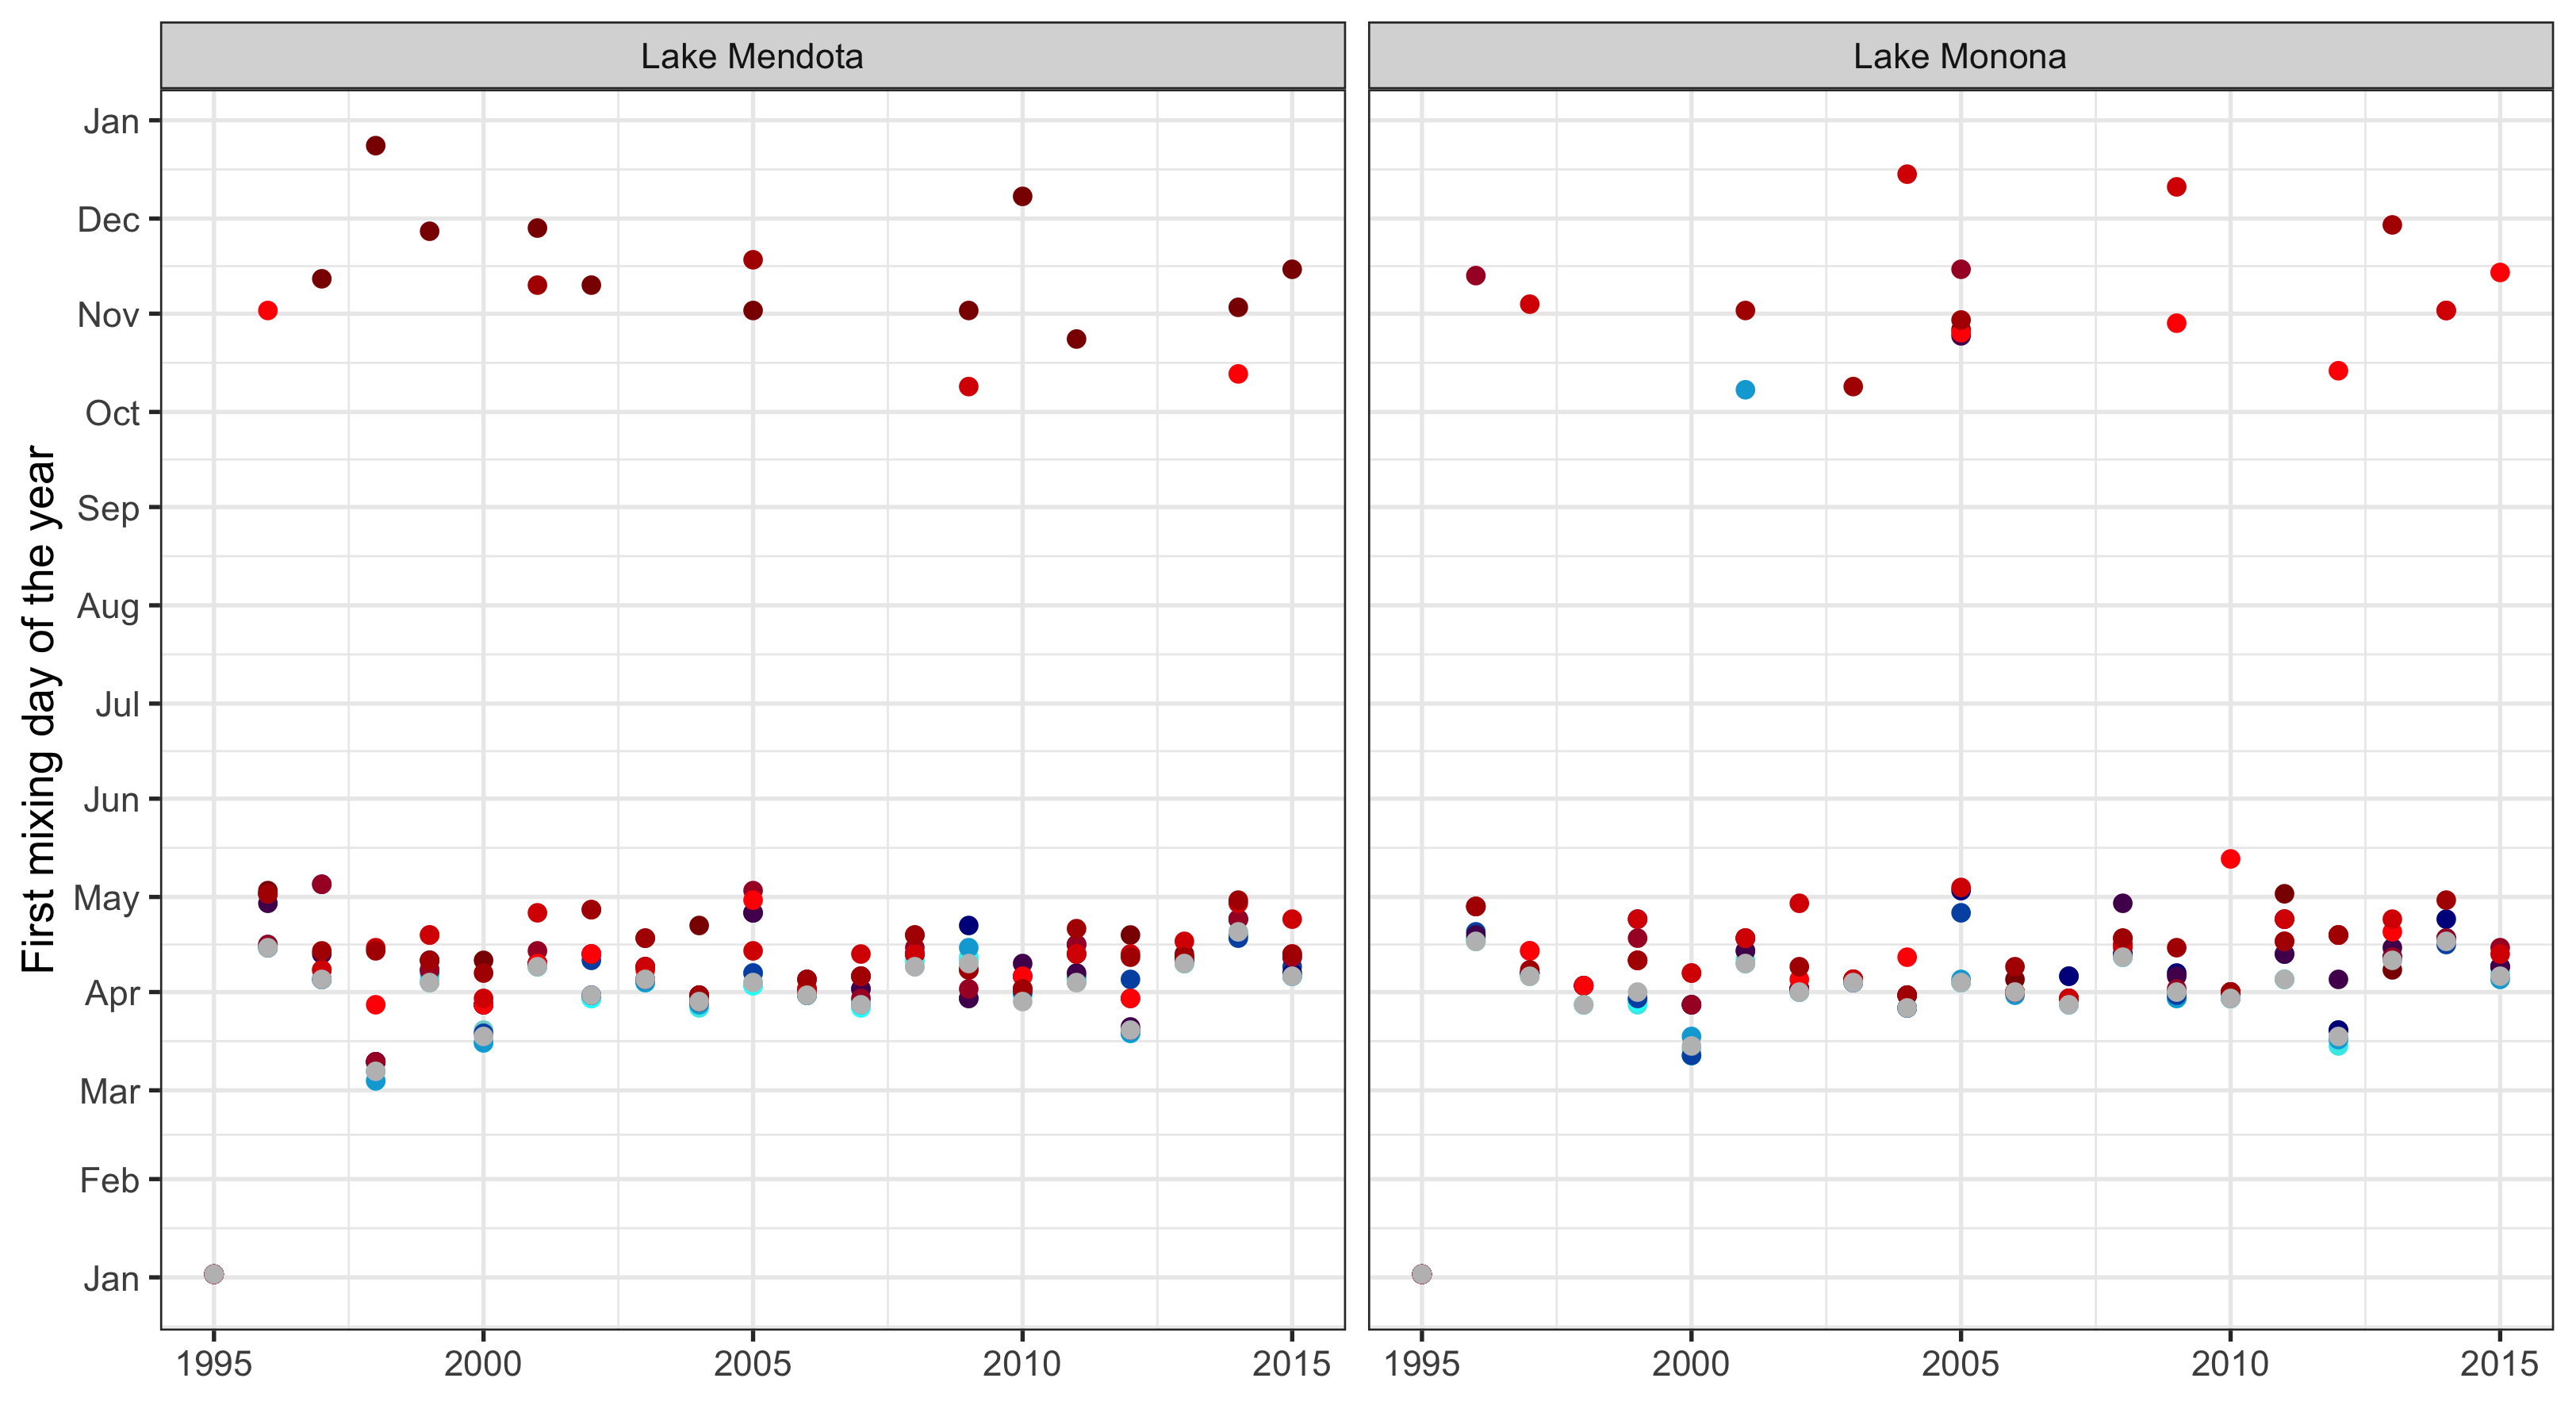 Lake Mendota
Lake Monona
First mixing day of the year
Jan
Dec
Nov
Oct
Sep
Aug
Jul
Jun
May
Apr
Mar
Feb
Jan
1995 2000 2005 2010 2015
1995 2000 2005 2010 2015